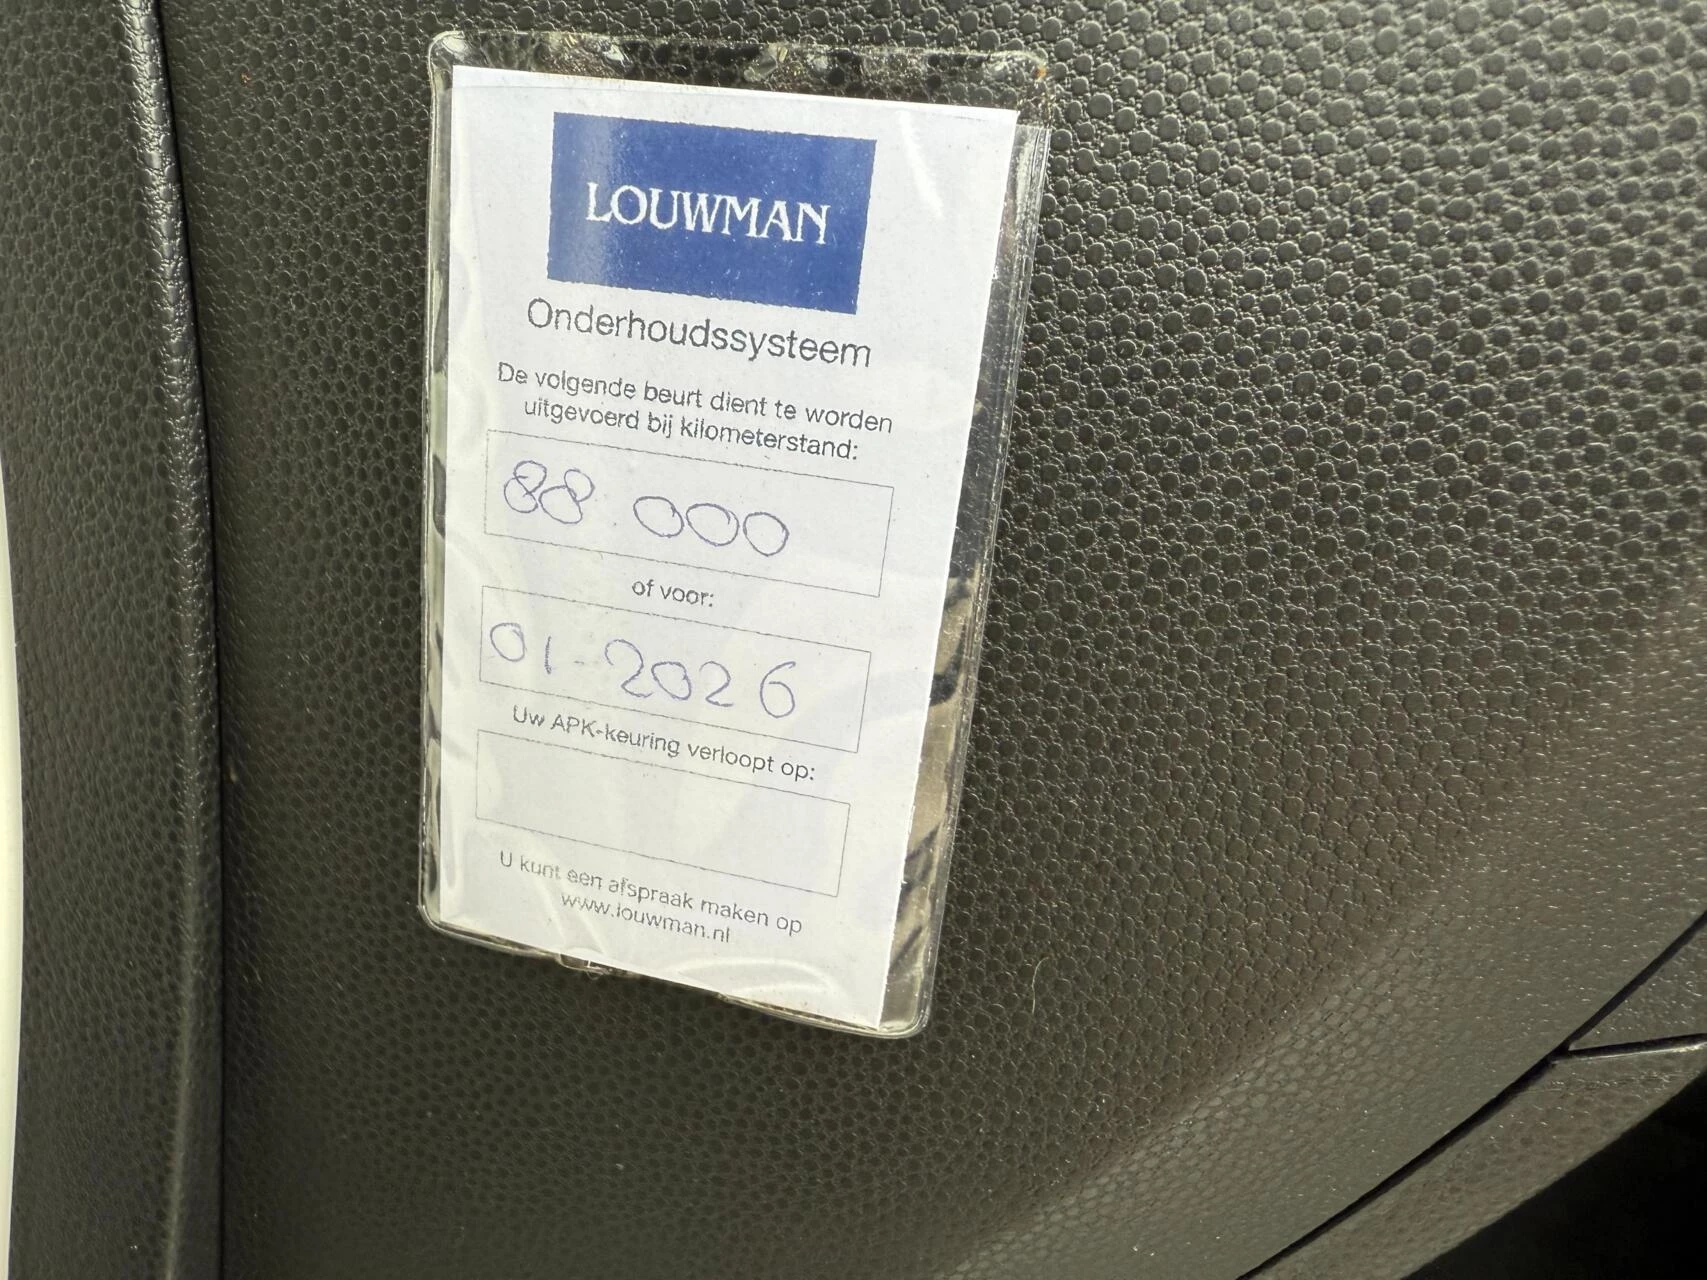 LOUWMAN
Onderhoudssysteem
De volgende beurt dient te worden
uitgevoerd bij kilometerstand:
88 000
of voor:
01-2026
Uw APK-keuring verloopt op:
U kunt een afspraak maken op
www.louwman.nl